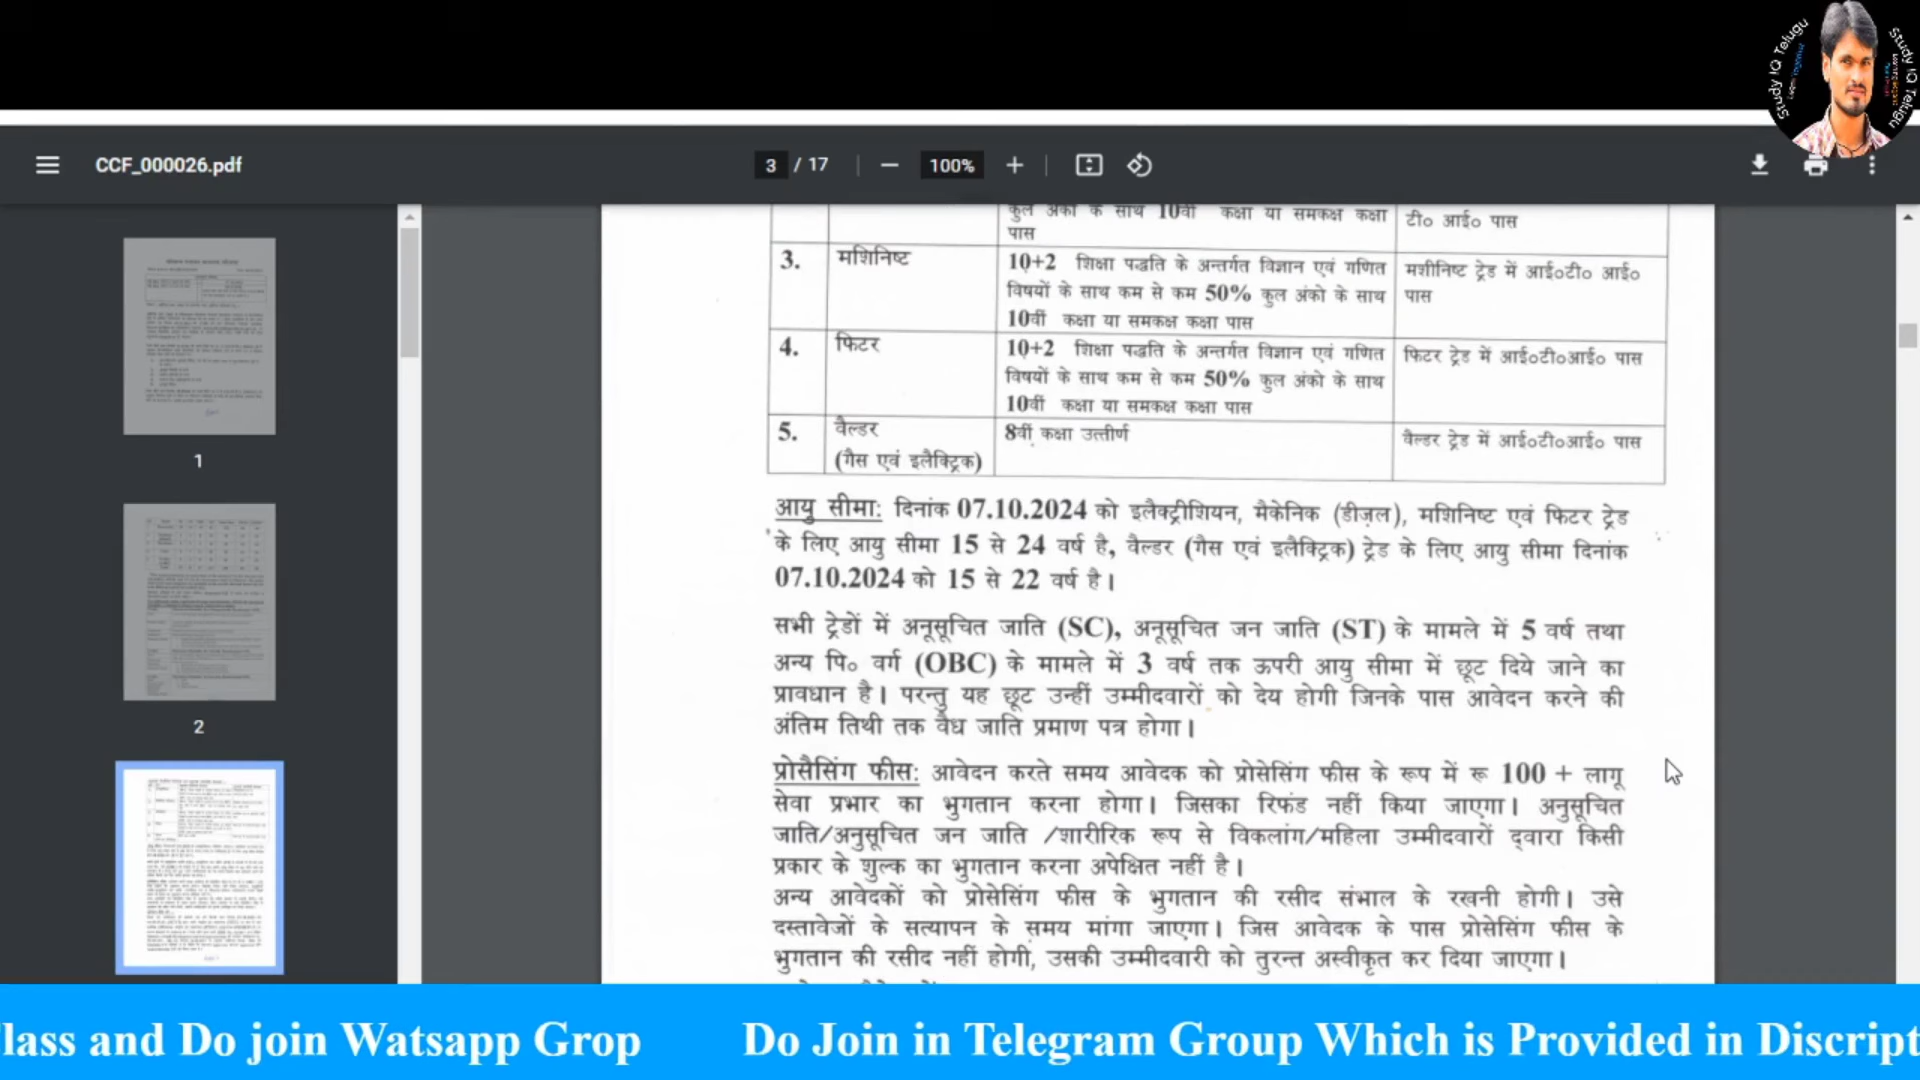 Study IQ Telugu
Study IQ Telugu
CCF_000026.pdf
3 / 17
100%
कुल अंको के साथ 10वीं कक्षा या समकक्ष कक्षा
टी० आई० पास
पास
3.
मशिनिष्ट
10+2 शिक्षा पद्धति के अन्तर्गत विज्ञान एवं गणित
विषयों के साथ कम से कम 50% कुल अंको के साथ
10वीं कक्षा या समकक्ष कक्षा पास
मशीनिष्ट ट्रेड में आई०टी० आई०
पास
4.
फिटर
10+2 शिक्षा पद्धति के अन्तर्गत विज्ञान एवं गणित
विषयों के साथ कम से कम 50% कुल अंको के साथ
10वीं कक्षा या समकक्ष कक्षा पास
फिटर ट्रेड में आई०टी०आई० पास
5.
वैल्डर
(गैस एवं इलैक्ट्रिक)
8वीं कक्षा उत्तीर्ण
वैल्डर ट्रेड में आई०टी०आई० पास
आयु सीमा: दिनांक 07.10.2024 को इलैक्ट्रीशियन, मैकेनिक (डीज़ल), मशिनिष्ट एवं फिटर ट्रेड
के लिए आयु सीमा 15 से 24 वर्ष है, वैल्डर (गैस एवं इलैक्ट्रिक) ट्रेड के लिए आयु सीमा दिनांक
07.10.2024 को 15 से 22 वर्ष है।
सभी ट्रेडों में अनूसूचित जाति (SC), अनूसूचित जन जाति (ST) के मामले में 5 वर्ष तथा
अन्य पि० वर्ग (OBC) के मामले में 3 वर्ष तक ऊपरी आयु सीमा में छूट दिये जाने का
प्रावधान है। परन्तु यह छूट उन्हीं उम्मीदवारों को देय होगी जिनके पास आवेदन करने की
अंतिम तिथी तक वैध जाति प्रमाण पत्र होगा।
प्रोसैसिंग फीस: आवेदन करते समय आवेदक को प्रोसेसिंग फीस के रूप में रू 100 + लागू
सेवा प्रभार का भुगतान करना होगा। जिसका रिफंड नहीं किया जाएगा। अनुसूचित
जाति/अनुसूचित जन जाति /शारीरिक रूप से विकलांग/महिला उम्मीदवारों द्वारा किसी
प्रकार के शुल्क का भुगतान करना अपेक्षित नहीं है।
अन्य आवेदकों को प्रोसेसिंग फीस के भुगतान की रसीद संभाल के रखनी होगी। उसे
दस्तावेजों के सत्यापन के समय मांगा जाएगा। जिस आवेदक के पास प्रोसेसिंग फीस के
भुगतान की रसीद नहीं होगी, उसकी उम्मीदवारी को तुरन्त अस्वीकृत कर दिया जाएगा।
1
2
lass and Do join Watsapp Grop
Do Join in Telegram Group Which is Provided in Discript